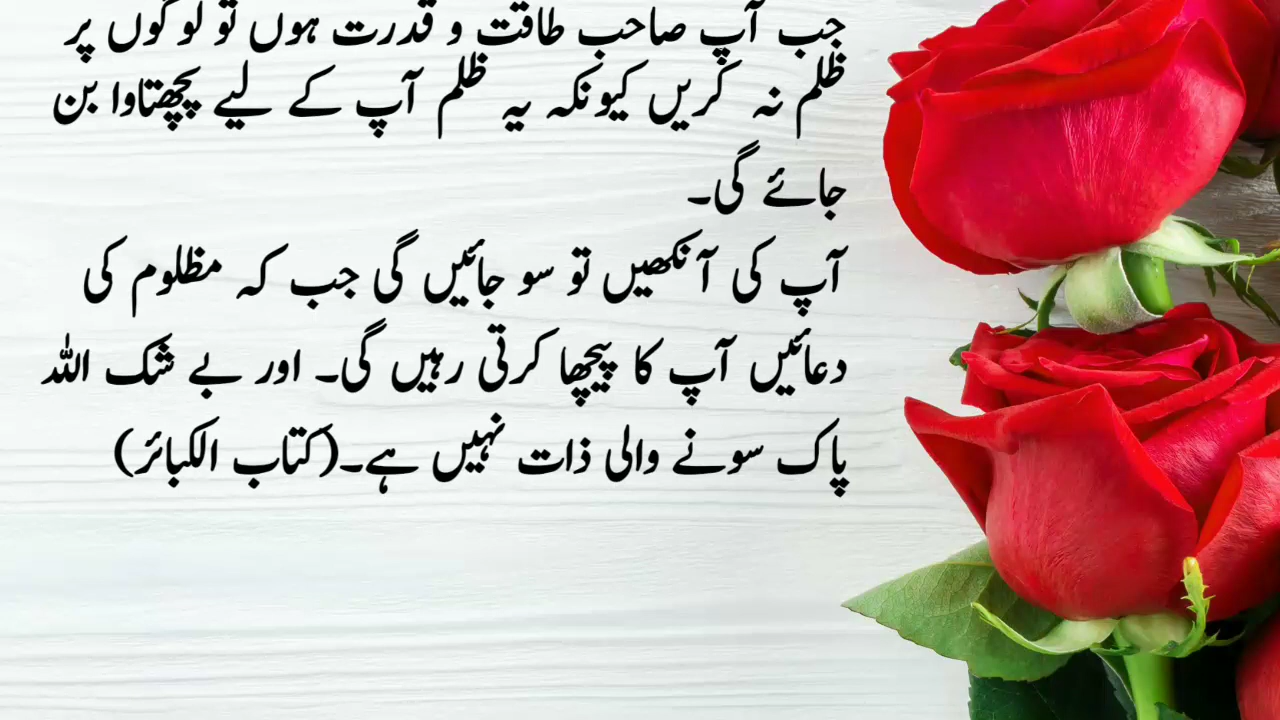 جب آپ صاحب طاقت و قدرت ہوں تو لوگوں پر
ظلم نہ کریں کیونکہ یہ ظلم آپ کے لیے پچھتاوا بن
جائے گی۔
آپ کی آنکھیں تو سو جائیں گی جب کہ مظلوم کی
دعائیں آپ کا پیچھا کرتی رہیں گی۔ اور بے شک اللہ
پاک سونے والی ذات نہیں ہے۔(کتاب الکبائر)